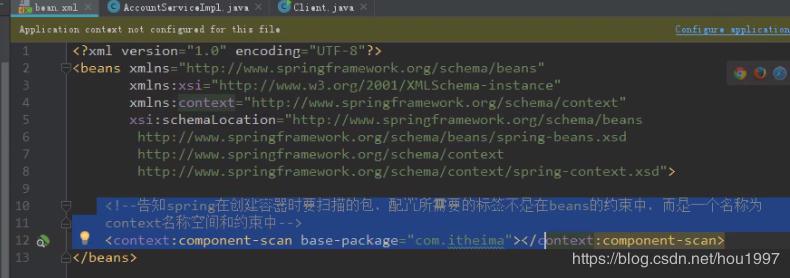 bean.xml AccountServiceImpl.java Client.java
Application context not configured for this file Configure application
1 <?xml version="1.0" encoding="UTF-8"?>
2 <beans xmlns="http://www.springframework.org/schema/beans"
3 xmlns:xsi="http://www.w3.org/2001/XMLSchema-instance"
4 xmlns:context="http://www.springframework.org/schema/context"
5 xsi:schemaLocation="http://www.springframework.org/schema/beans
6 http://www.springframework.org/schema/beans/spring-beans.xsd
7 http://www.springframework.org/schema/context
8 http://www.springframework.org/schema/context/spring-context.xsd">
9
10 <!--告知spring在创建容器时要扫描的包,配置所需要的标签不是在beans的约束中,而是一个名称为
11 context名称空间和约束中-->
12 <context:component-scan base-package="com.itheima"></context:component-scan>
13 </beans>
https://blog.csdn.net/hou1997